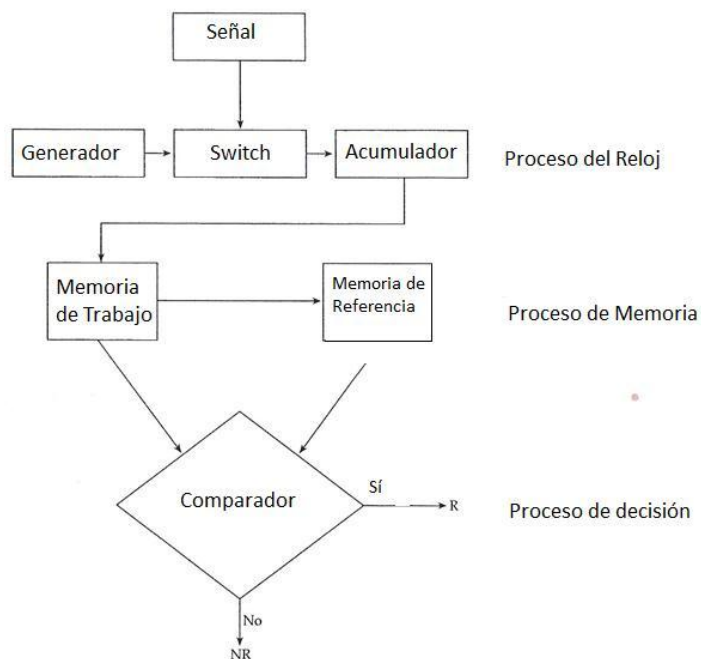 Señal
Generador
Switch
Acumulador
Proceso del Reloj
Memoria
de Trabajo
Memoria de
Referencia
Proceso de Memoria
Comparador
Sí
R
Proceso de decisión
No
NR